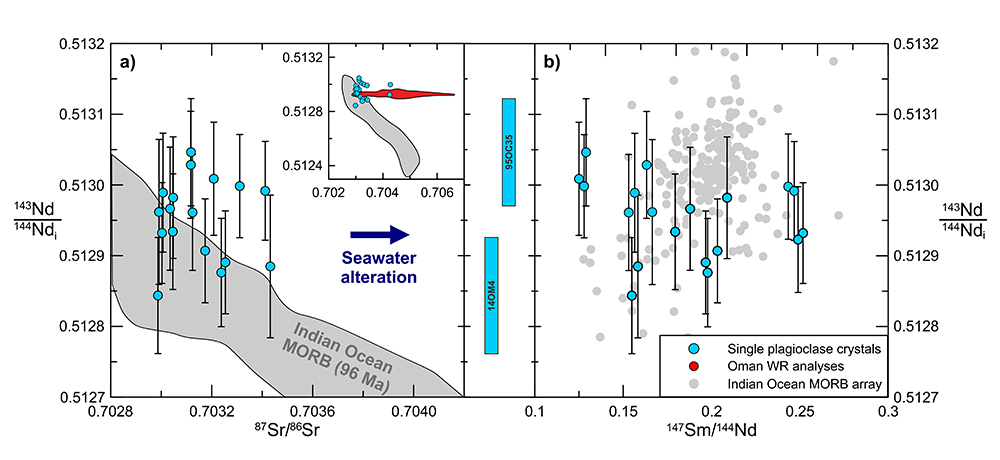 0.5132
0.5131
0.5130
0.5129
0.5128
0.5127
143Nd
144Ndi
a)
0.5132
0.5128
0.5124
0.702
0.704
0.706
Indian Ocean
MORB (96 Ma)
0.7028
0.7032
0.7036
0.7040
87Sr/86Sr
Seawater
alteration
95OC35
14OM4
b)
Single plagioclase crystals
Oman WR analyses
Indian Ocean MORB array
0.1
0.15
0.2
0.25
0.3
147Sm/144Nd
0.5132
0.5131
0.5130
0.5129
0.5128
0.5127
143Nd
144Ndi